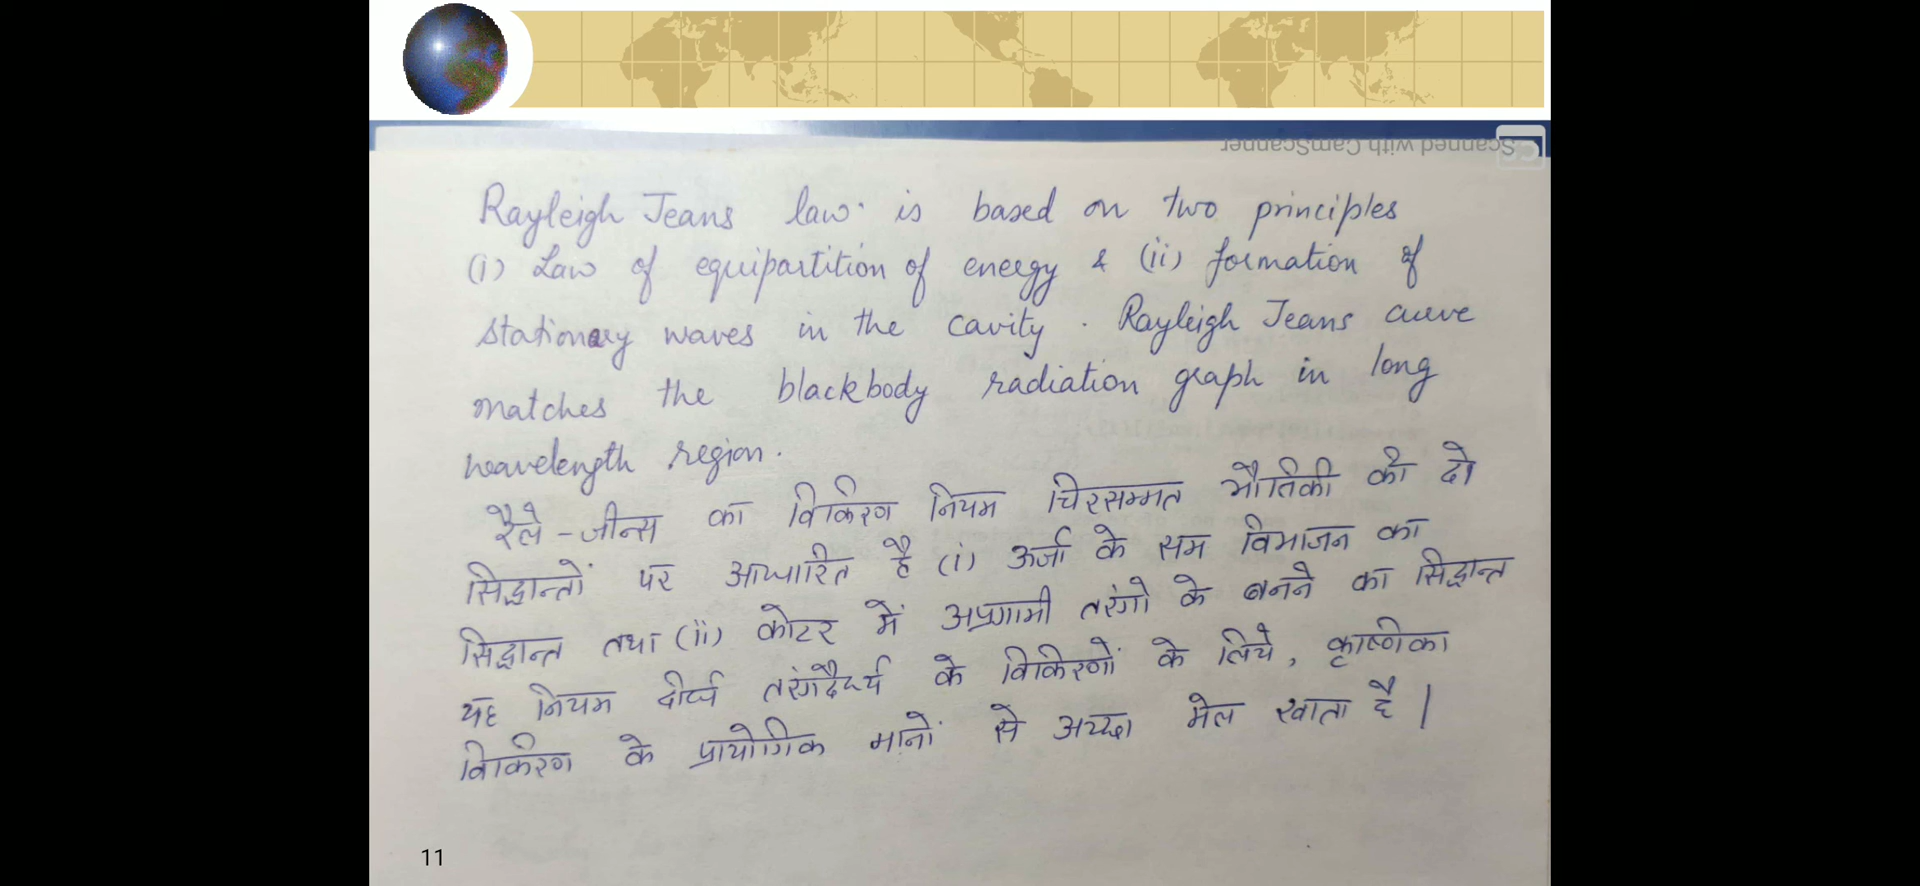 Scanned with CamScanner
Rayleigh Jeans law. is based on two principles
(i) Law of equipartition of energy & (ii) formation of
stationary waves in the cavity. Rayleigh Jeans curve
matches the blackbody radiation graph in long
wavelength region.
रैले - जीन्स का विकिरण नियम चिरसम्मत भौतिकी की दो
सिद्धान्तों पर आधारित है (i) ऊर्जा के सम विभाजन का
सिद्धान्त तथा (ii) कोटर में अप्रगामी तरंगो के बनने का सिद्धान्त
यह नियम दीर्घ तरंगदैर्ध्य के विकिरणों के लिये, कृाष्णिका
विकिरण के प्रायोगिक मानों से अच्छा मेल खाता है |
11